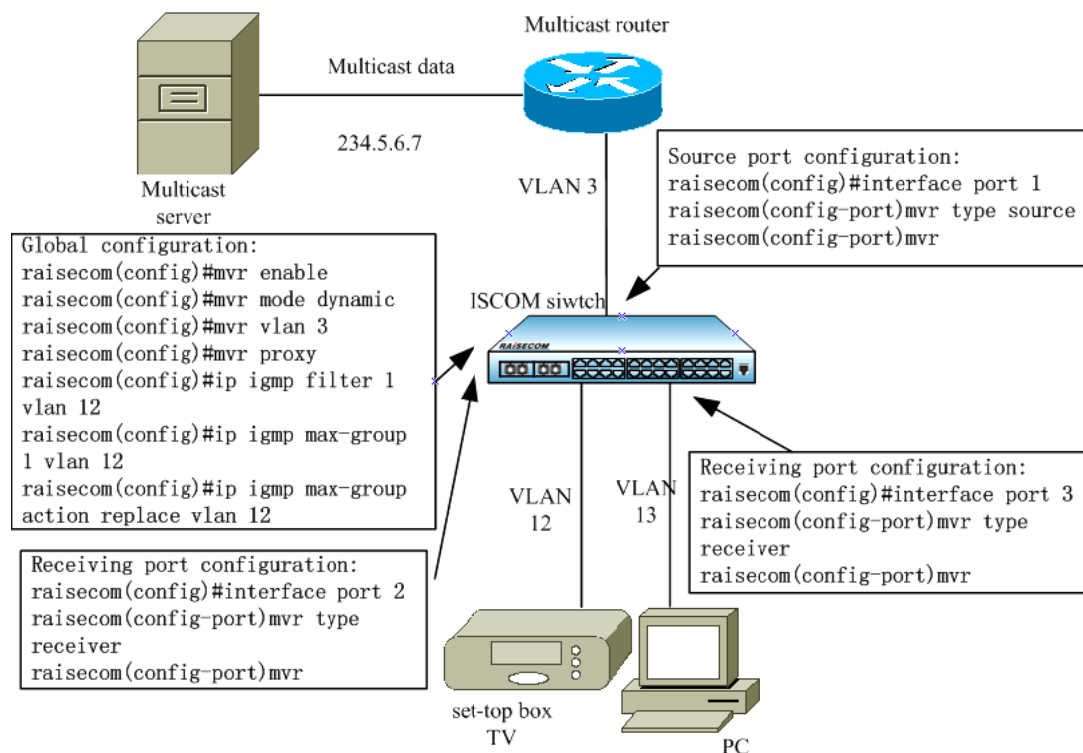 Multicast router
Multicast data
234.5.6.7
Multicast
server
VLAN 3
Source port configuration:
raisecom(config)#interface port 1
raisecom(config-port)mvr type source
raisecom(config-port)mvr
Global configuration:
raisecom(config)#mvr enable
raisecom(config)#mvr mode dynamic
raisecom(config)#mvr vlan 3
raisecom(config)#mvr proxy
raisecom(config)#ip igmp filter 1
vlan 12
raisecom(config)#ip igmp max-group
1 vlan 12
raisecom(config)#ip igmp max-group
action replace vlan 12
ISCOM siwtch
RAISECOM
VLAN
12
VLAN
13
Receiving port configuration:
raisecom(config)#interface port 3
raisecom(config-port)mvr type
receiver
raisecom(config-port)mvr
Receiving port configuration:
raisecom(config)#interface port 2
raisecom(config-port)mvr type
receiver
raisecom(config-port)mvr
set-top box
TV
PC